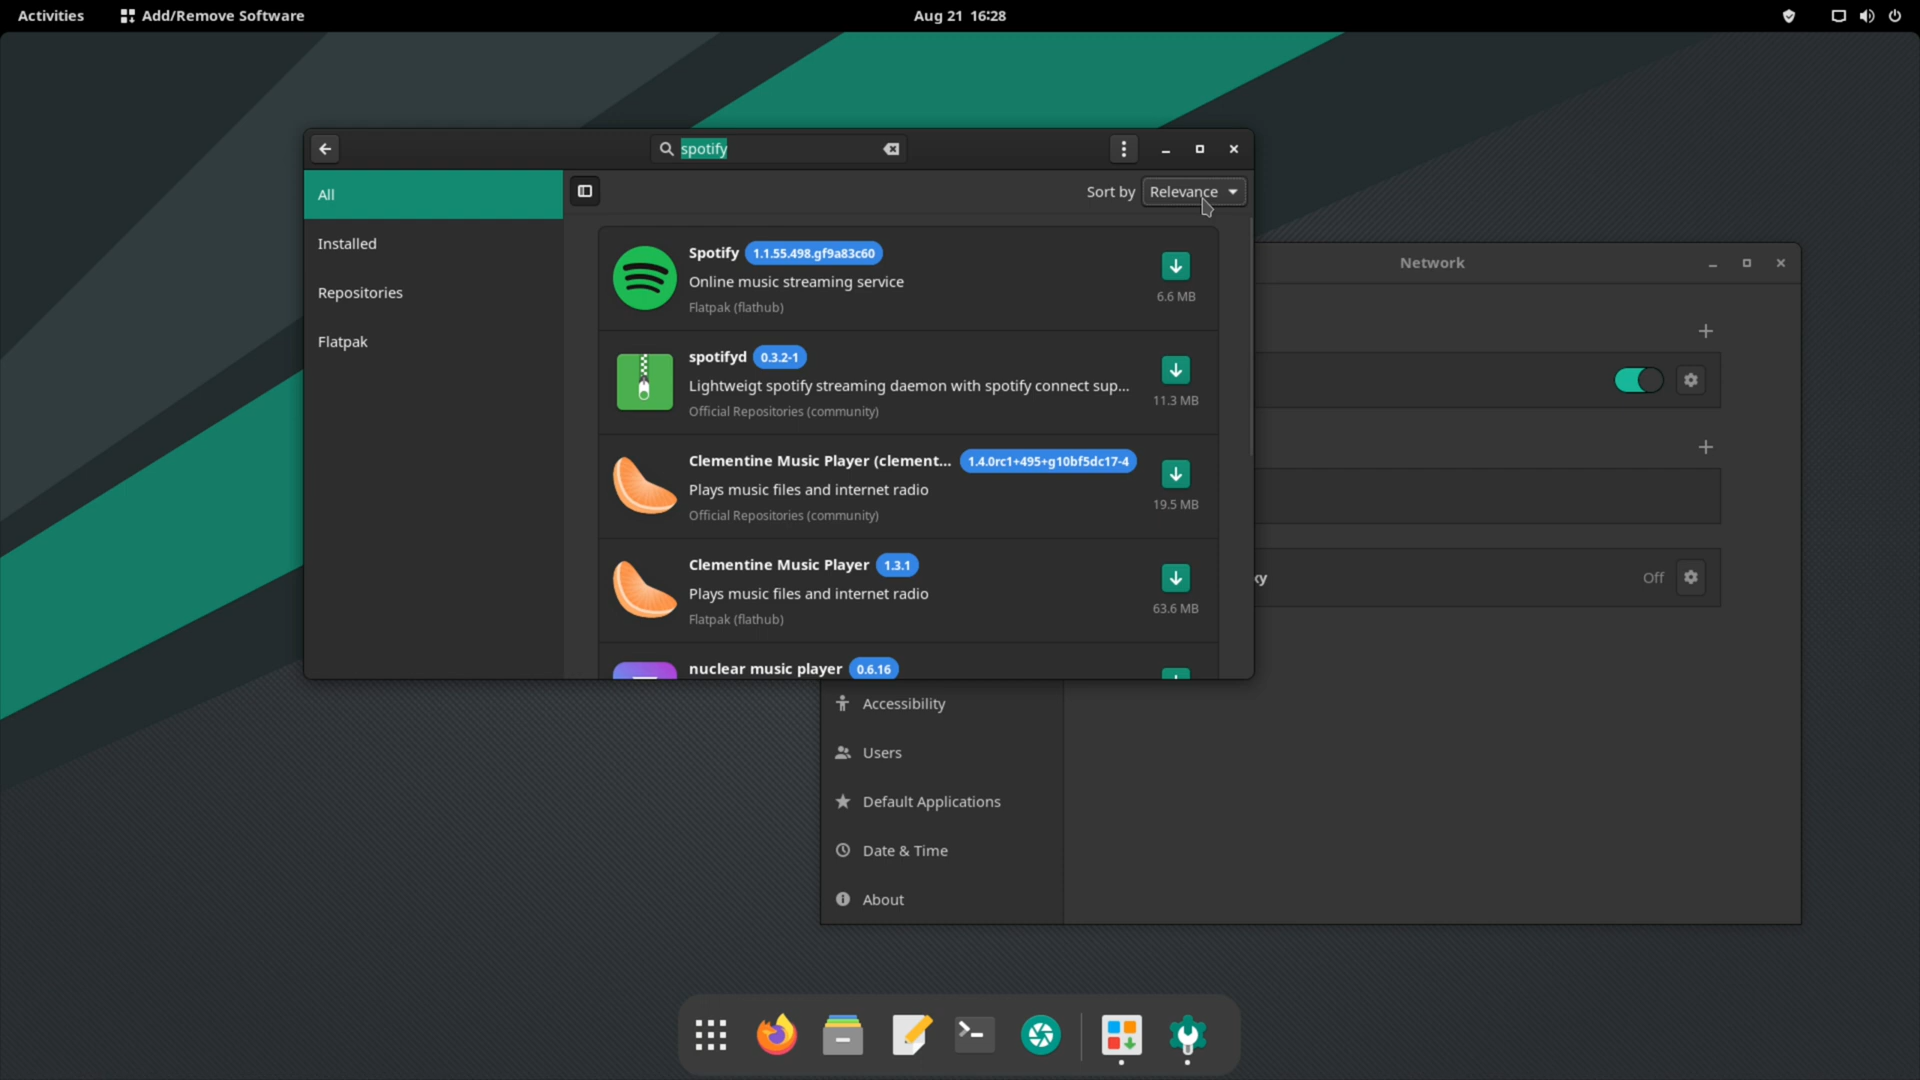 Activities
Add/Remove Software
Aug 21 16:28
spotify
All
Installed
Repositories
Flatpak
Sort by Relevance
Spotify 1.1.55.498.gf9a83c60
Online music streaming service
Flatpak (flathub)
6.6 MB
spotifyd 0.3.2-1
Lightweigt spotify streaming daemon with spotify connect sup...
Official Repositories (community)
11.3 MB
Clementine Music Player (clement... 1.4.0rc1+495+g10bf5dc17-4
Plays music files and internet radio
Official Repositories (community)
19.5 MB
Clementine Music Player 1.3.1
Plays music files and internet radio
Flatpak (flathub)
63.6 MB
nuclear music player 0.6.16
Network
xy
Off
Accessibility
Users
Default Applications
Date & Time
About